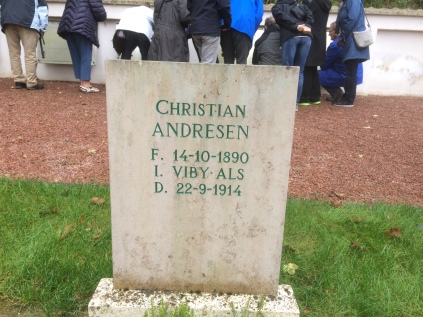 CHRISTIAN
ANDRESEN
F. 14-10-1890
I. VIBY·ALS
D. 22-9-1914